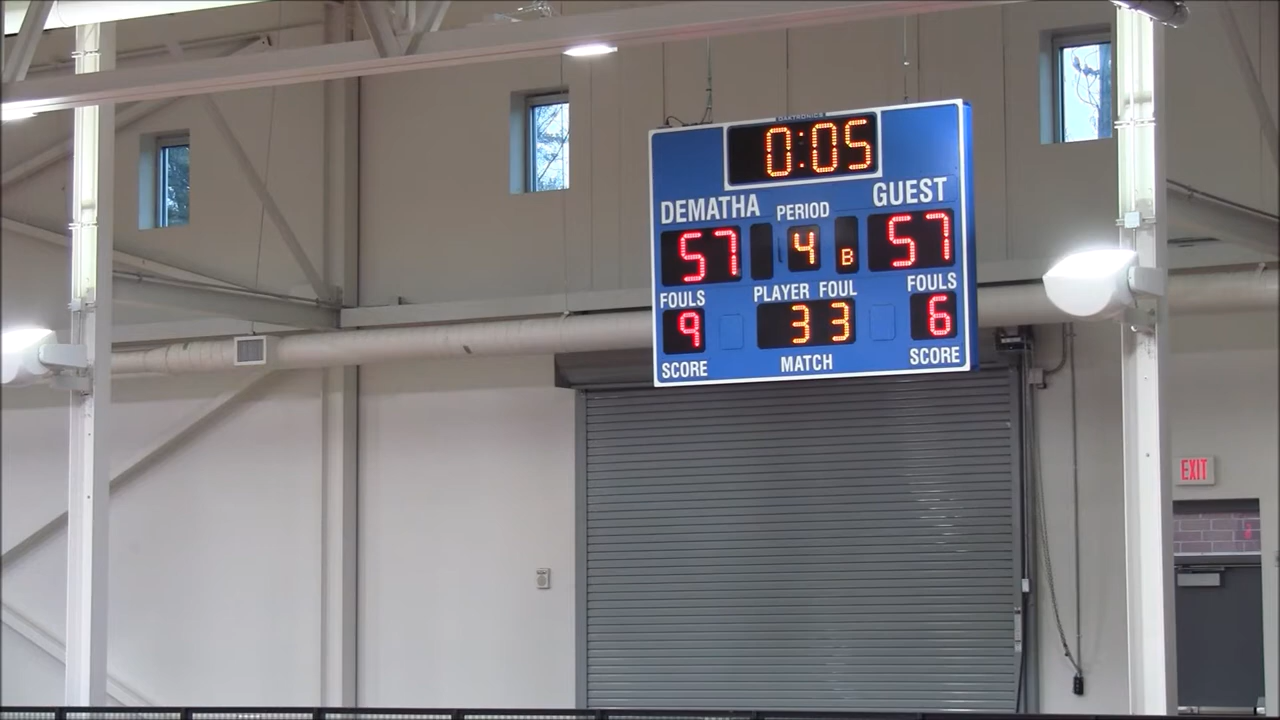 DAKTRONICS
0:05
DEMATHA PERIOD GUEST
57 4 B 57
FOULS PLAYER FOUL FOULS
9 33 6
SCORE MATCH SCORE
EXIT